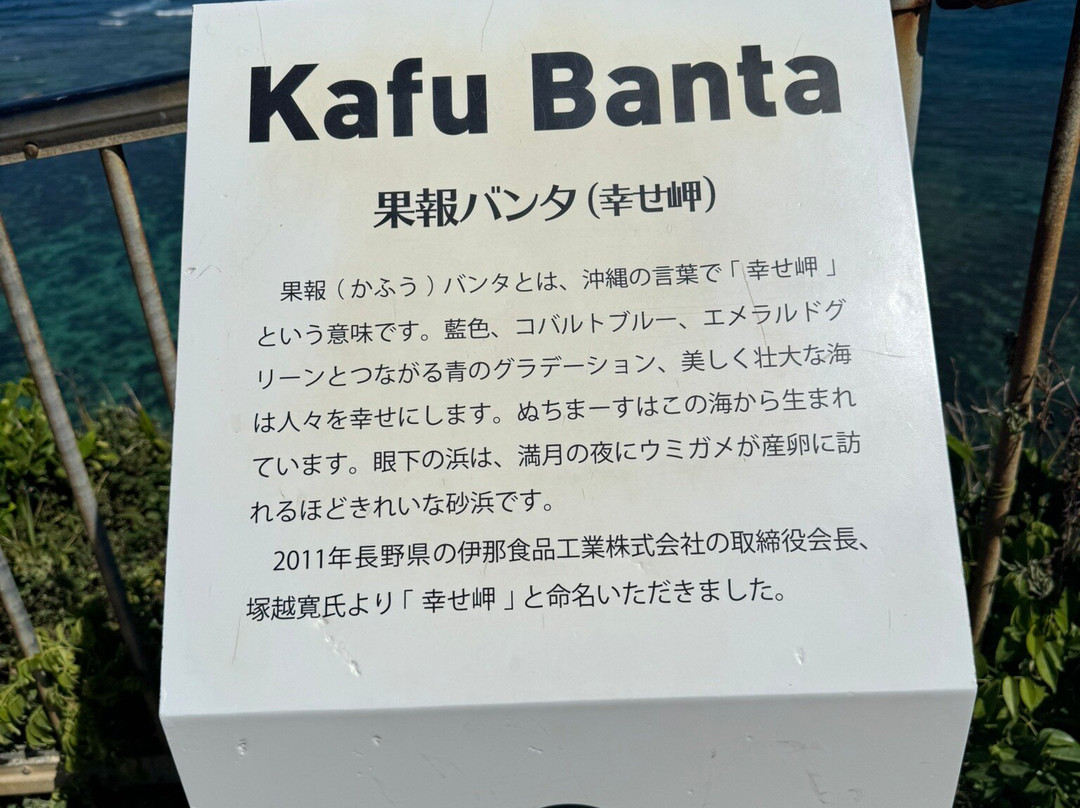 Kafu Banta
果報バンタ(幸せ岬)
果報(かふう)バンタとは、沖縄の言葉で「幸せ岬」
という意味です。藍色、コバルトブルー、エメラルドグ
リーンとつながる青のグラデーション、美しく壮大な海
は人々を幸せにします。ぬちまーすはこの海から生まれ
ています。眼下の浜は、満月の夜にウミガメが産卵に訪
れるほどきれいな砂浜です。
2011年長野県の伊那食品工業株式会社の取締役会長、
塚越寛氏より「幸せ岬」と命名いただきました。